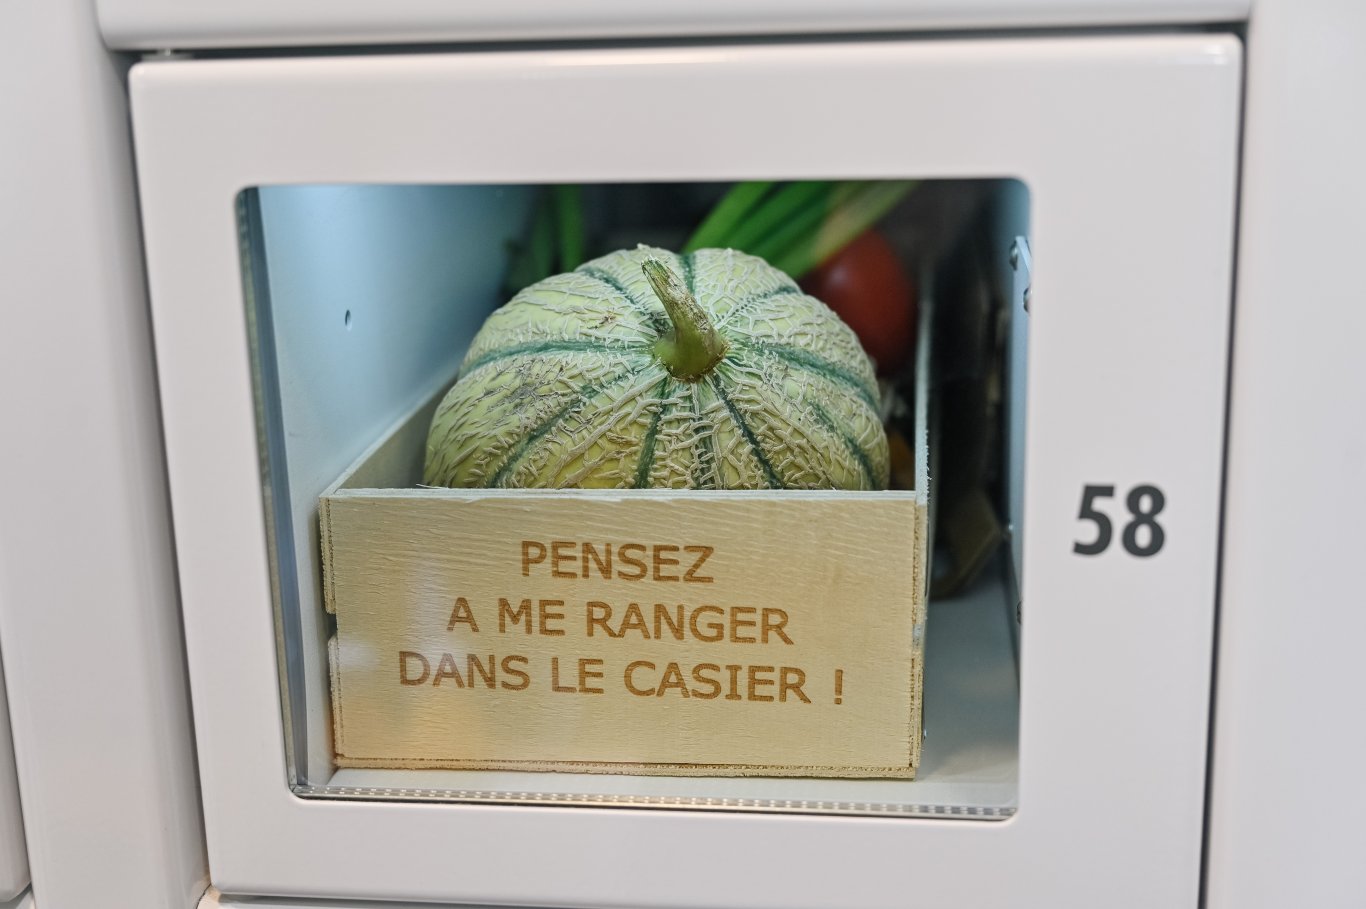 PENSEZ
A ME RANGER
DANS LE CASIER !
58